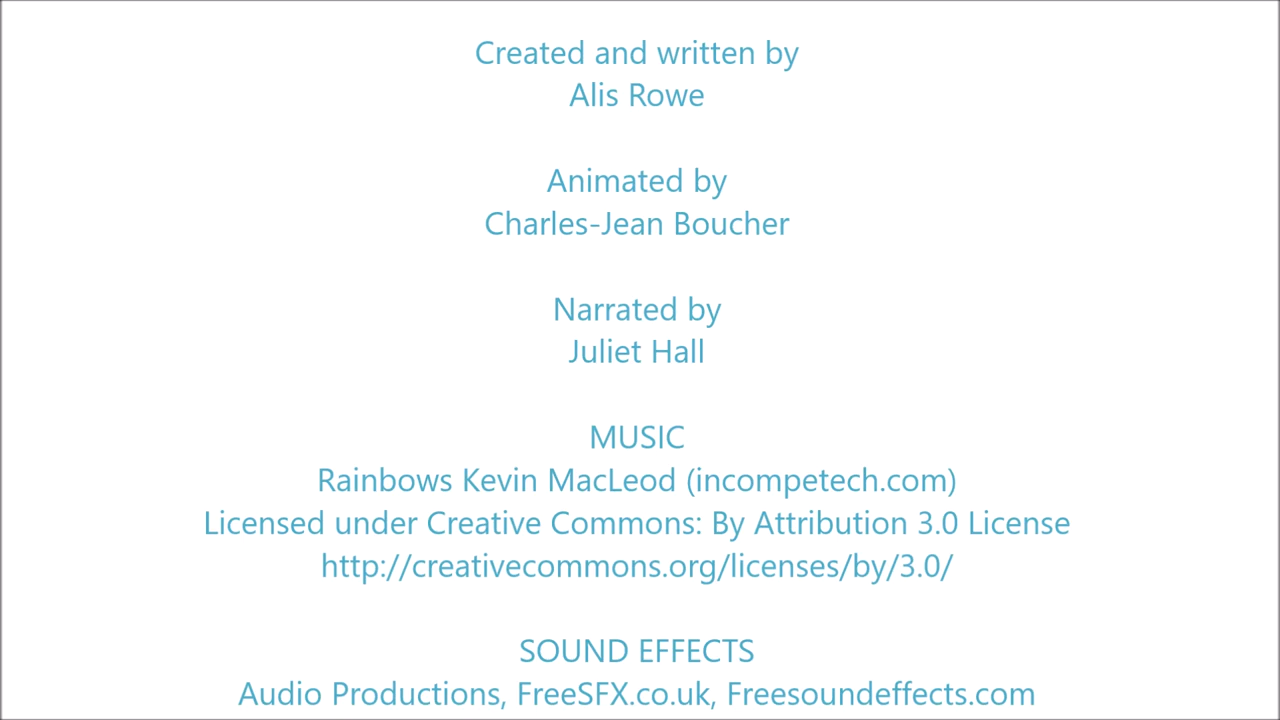 Created and written by
Alis Rowe
Animated by
Charles-Jean Boucher
Narrated by
Juliet Hall
MUSIC
Rainbows Kevin MacLeod (incompetech.com)
Licensed under Creative Commons: By Attribution 3.0 License
http://creativecommons.org/licenses/by/3.0/
SOUND EFFECTS
Audio Productions, FreeSFX.co.uk, Freesoundeffects.com